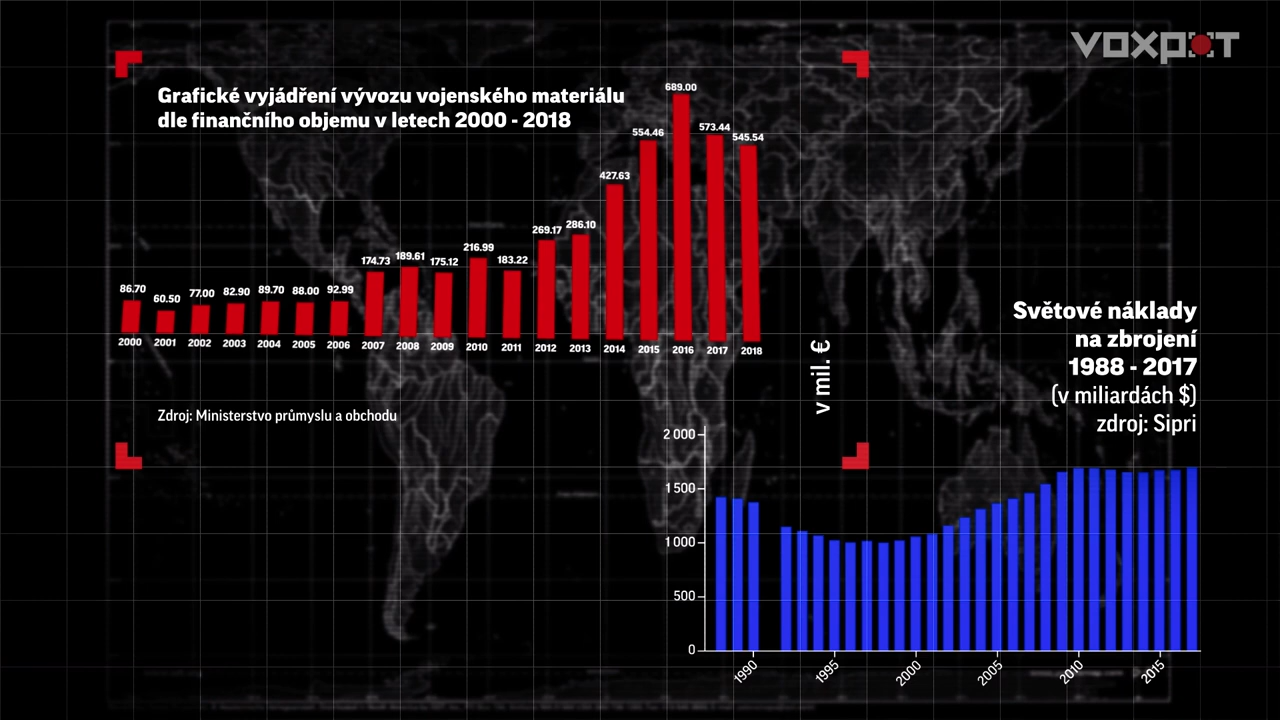 VOXPOT
Grafické vyjádření vývozu vojenského materiálu
dle finančního objemu v letech 2000 - 2018
86.70
60.50
77.00
82.90
89.70
88.00
92.99
174.73
189.61
175.12
216.99
183.22
269.17
286.10
427.63
554.46
689.00
573.44
545.54
2000 2001 2002 2003 2004 2005 2006 2007 2008 2009 2010 2011 2012 2013 2014 2015 2016 2017 2018
v mil. €
Zdroj: Ministerstvo průmyslu a obchodu
Světové náklady
na zbrojení
1988 - 2017
(v miliardách $)
zdroj: Sipri
2 000
1 500
1 000
500
0
1990 1995 2000 2005 2010 2015